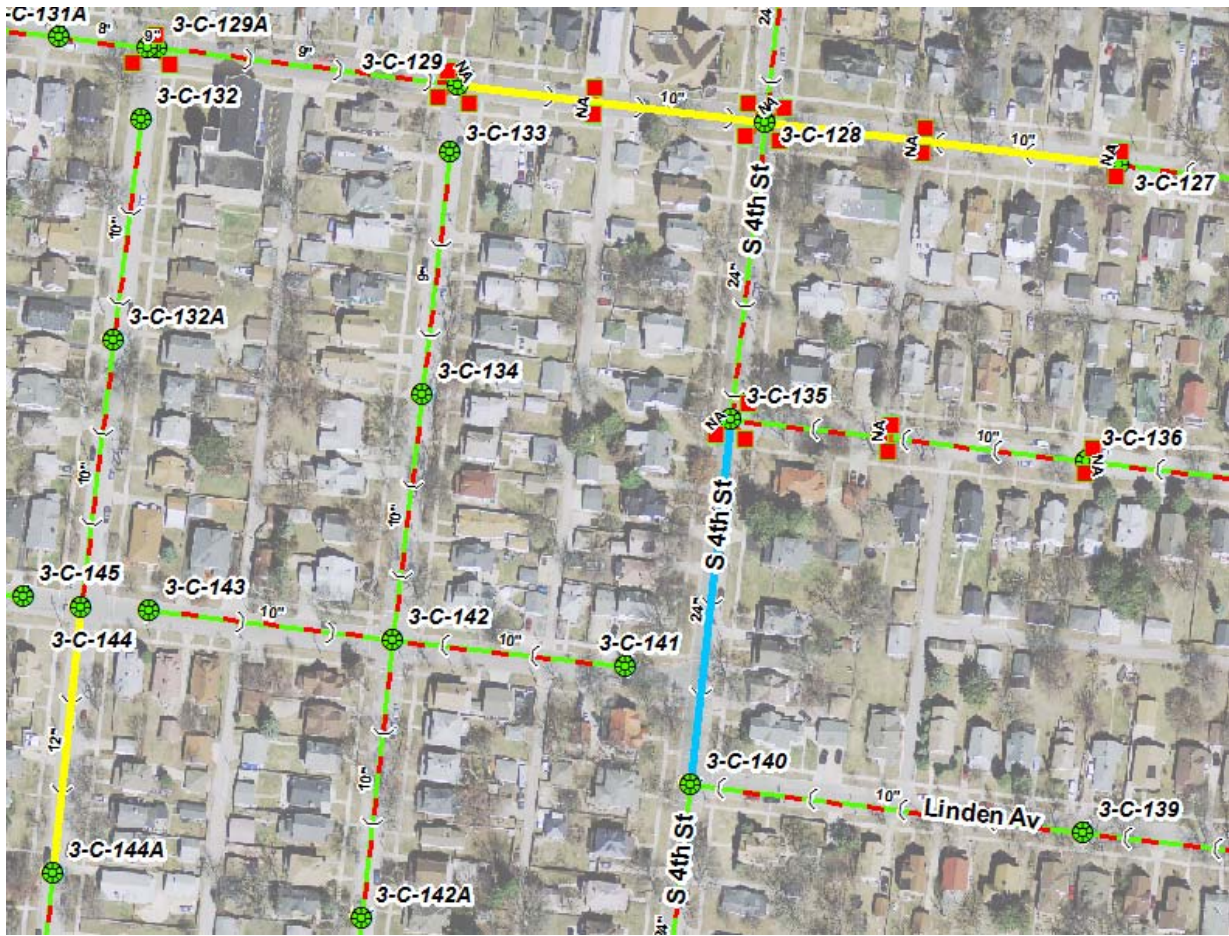 3-C-131A
8"
9"
3-C-129A
9"
3-C-129
NA
24"
3-C-132
NA
10"
NA
3-C-128
10"
NA
NA
3-C-127
3-C-133
S 4th St
10"
9"
24"
3-C-132A
3-C-134
3-C-135
NA
NA
10"
3-C-136
NA
10"
10"
S 4th St
3-C-145
3-C-143
10"
3-C-142
10"
3-C-141
24"
3-C-144
12"
10"
3-C-140
10"
Linden Av
3-C-139
3-C-144A
3-C-142A
S 4th St
24"